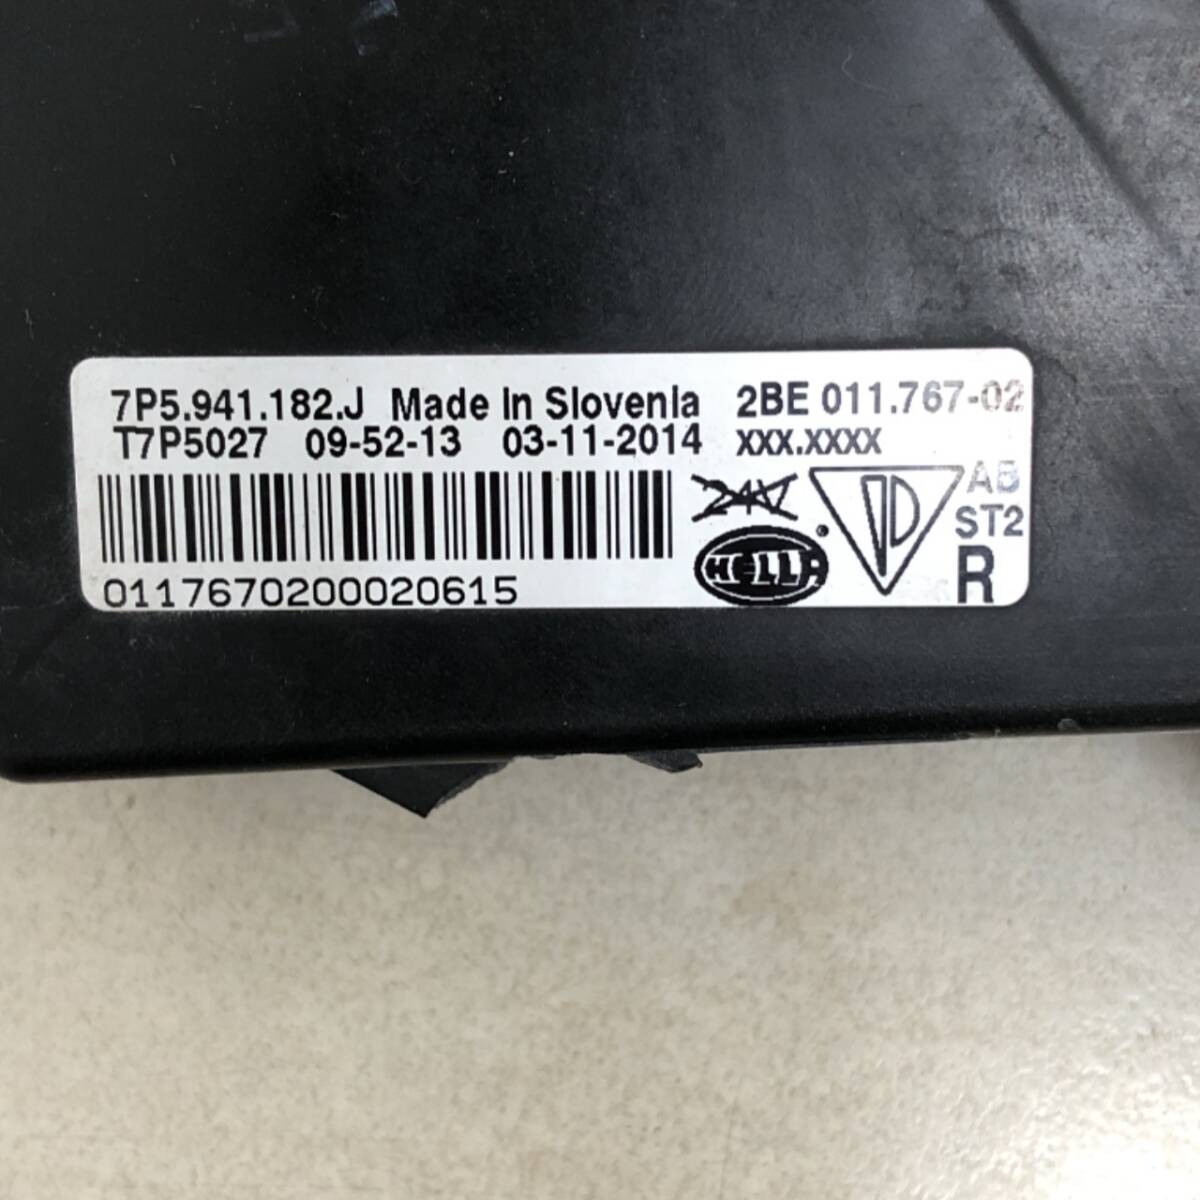 7P5.941.182.J Made In Slovenia 2BE 011.767-02
T7P5027 09-52-13 03-11-2014 XXX.XXXX
24V
AB
ST2
HELLA®
R
0117670200020615